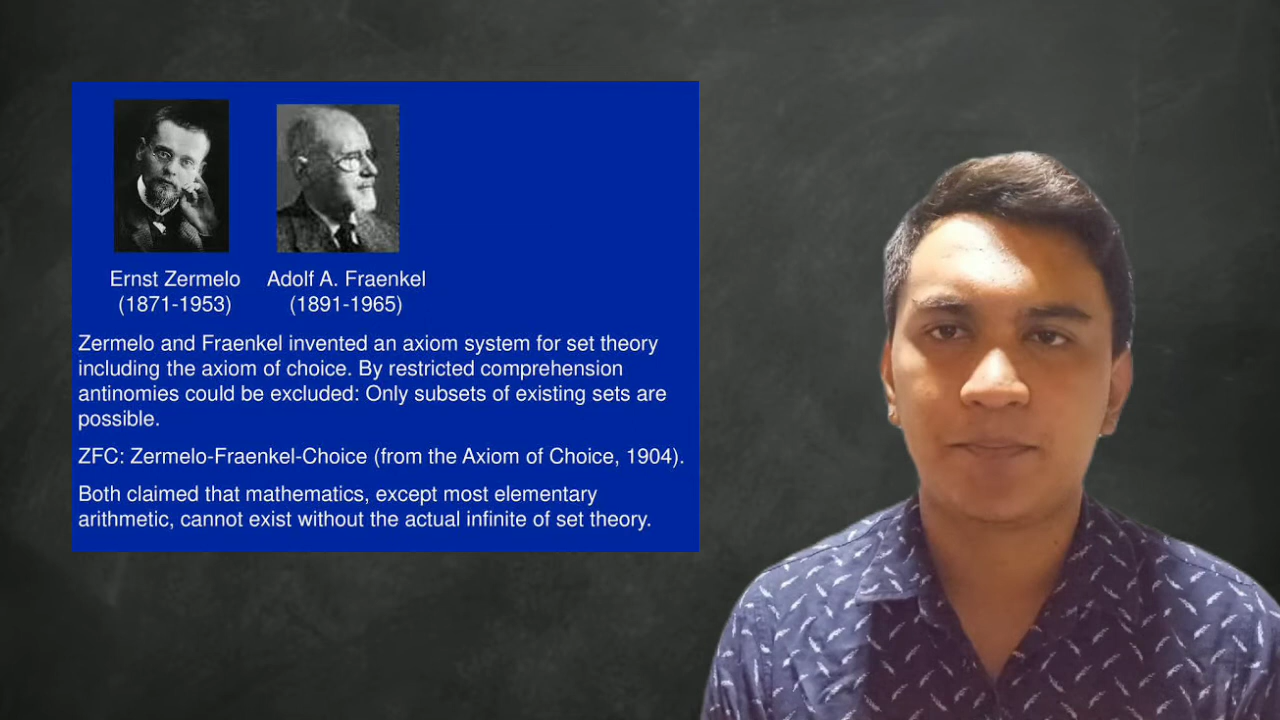 Ernst Zermelo
(1871-1953)
Adolf A. Fraenkel
(1891-1965)
Zermelo and Fraenkel invented an axiom system for set theory
including the axiom of choice. By restricted comprehension
antinomies could be excluded: Only subsets of existing sets are
possible.
ZFC: Zermelo-Fraenkel-Choice (from the Axiom of Choice, 1904).
Both claimed that mathematics, except most elementary
arithmetic, cannot exist without the actual infinite of set theory.